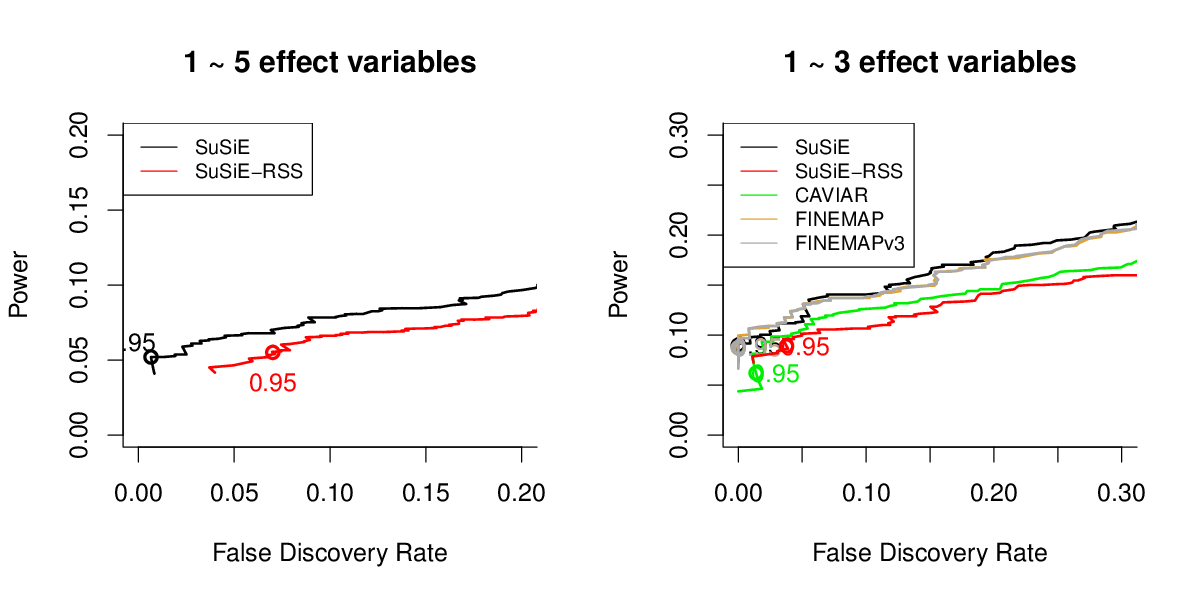 1 ~ 5 effect variables
SuSiE
SuSiE−RSS
.95
0.95
Power
0.00
0.05
0.10
0.15
0.20
0.00
0.05
0.10
0.15
0.20
False Discovery Rate
1 ~ 3 effect variables
SuSiE
SuSiE−RSS
CAVIAR
FINEMAP
FINEMAPv3
0.95
0.95
Power
0.00
0.10
0.20
0.30
0.00
0.10
0.20
0.30
False Discovery Rate